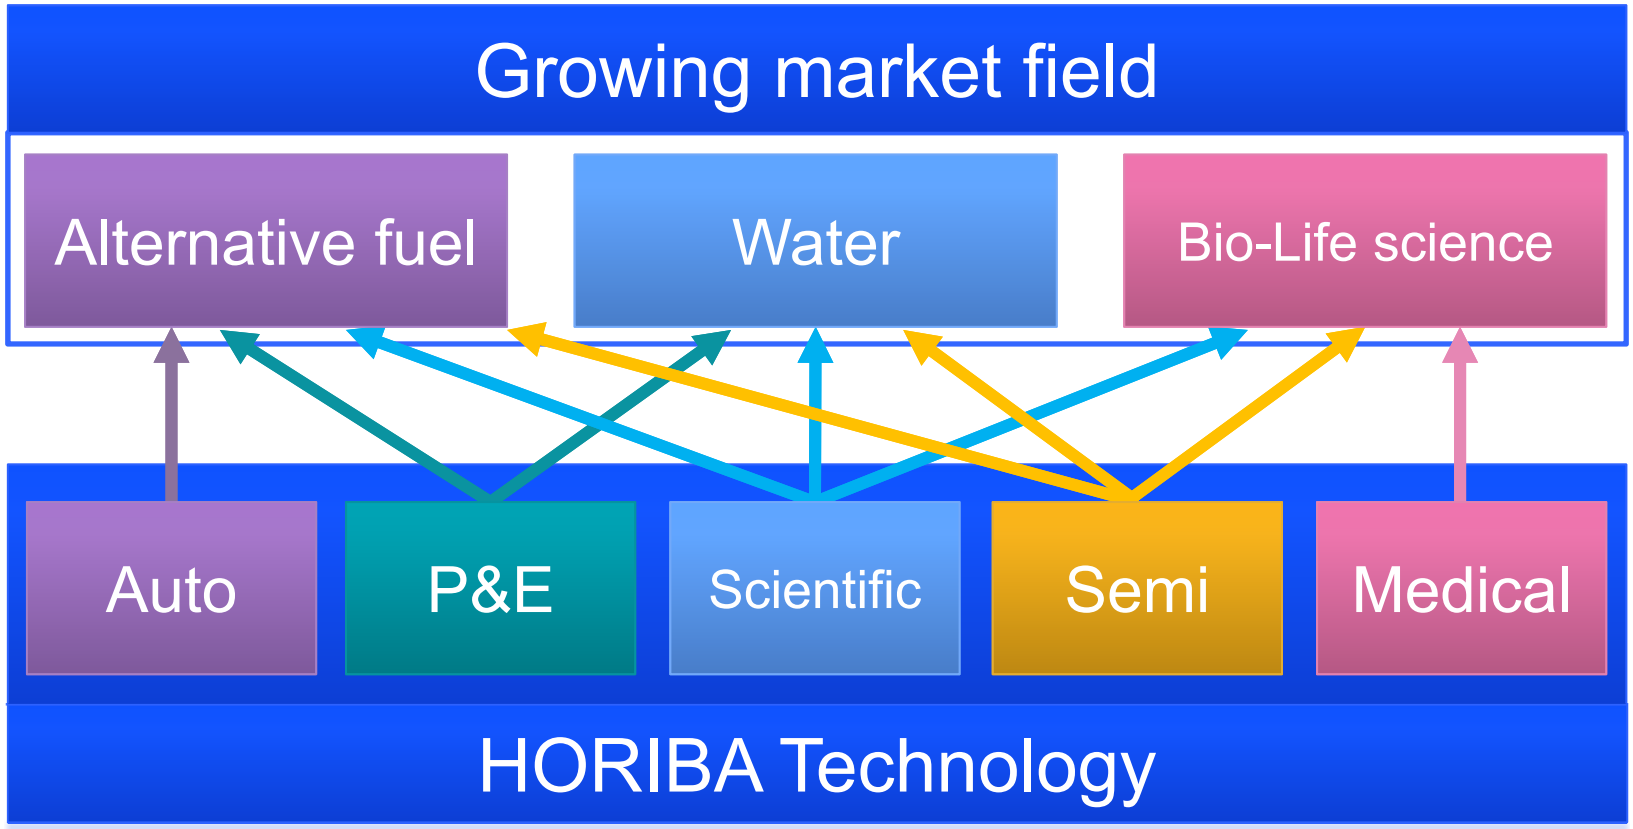 Growing market field
Alternative fuel
Water
Bio-Life science
Auto
P&E
Scientific
Semi
Medical
HORIBA Technology